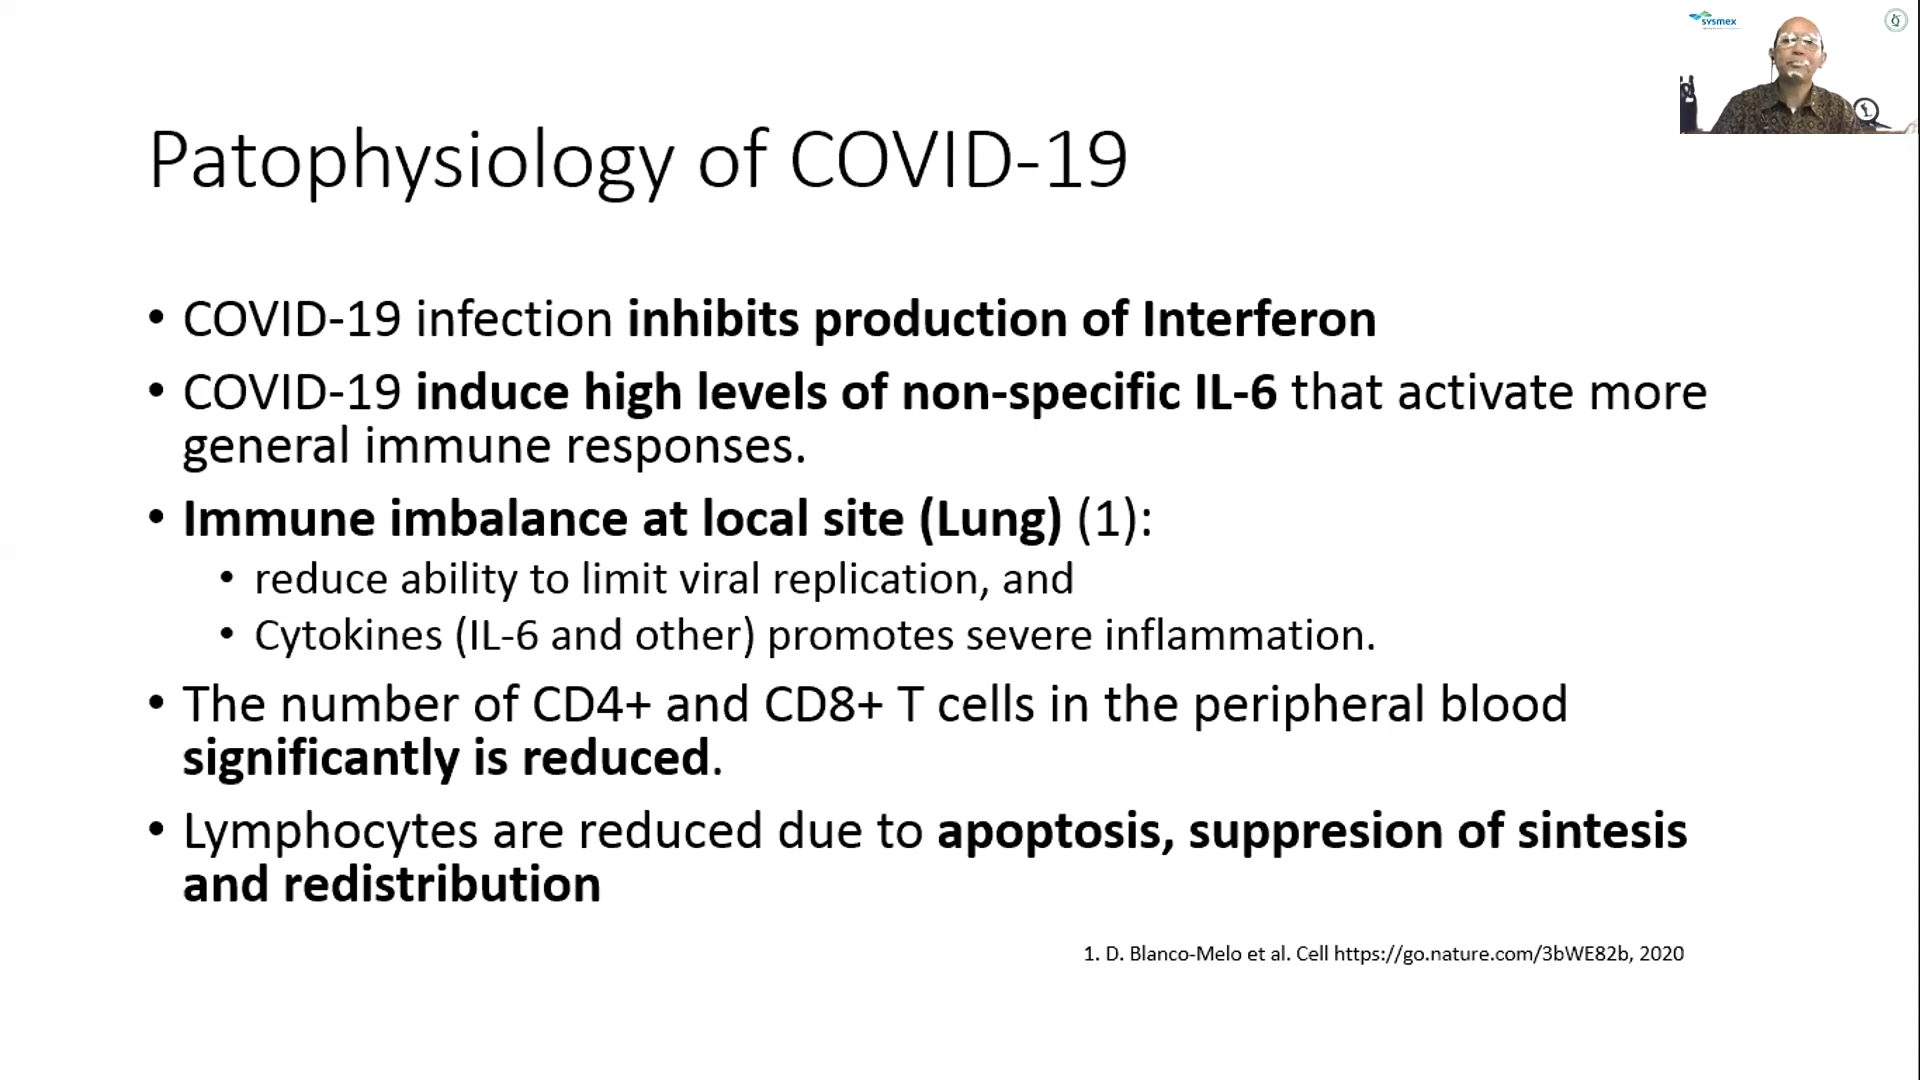 sysmex
Patophysiology of COVID-19
• COVID-19 infection inhibits production of Interferon
• COVID-19 induce high levels of non-specific IL-6 that activate more
general immune responses.
• Immune imbalance at local site (Lung) (1):
• reduce ability to limit viral replication, and
• Cytokines (IL-6 and other) promotes severe inflammation.
• The number of CD4+ and CD8+ T cells in the peripheral blood
significantly is reduced.
• Lymphocytes are reduced due to apoptosis, suppresion of sintesis
and redistribution
1. D. Blanco-Melo et al. Cell https://go.nature.com/3bWE82b, 2020